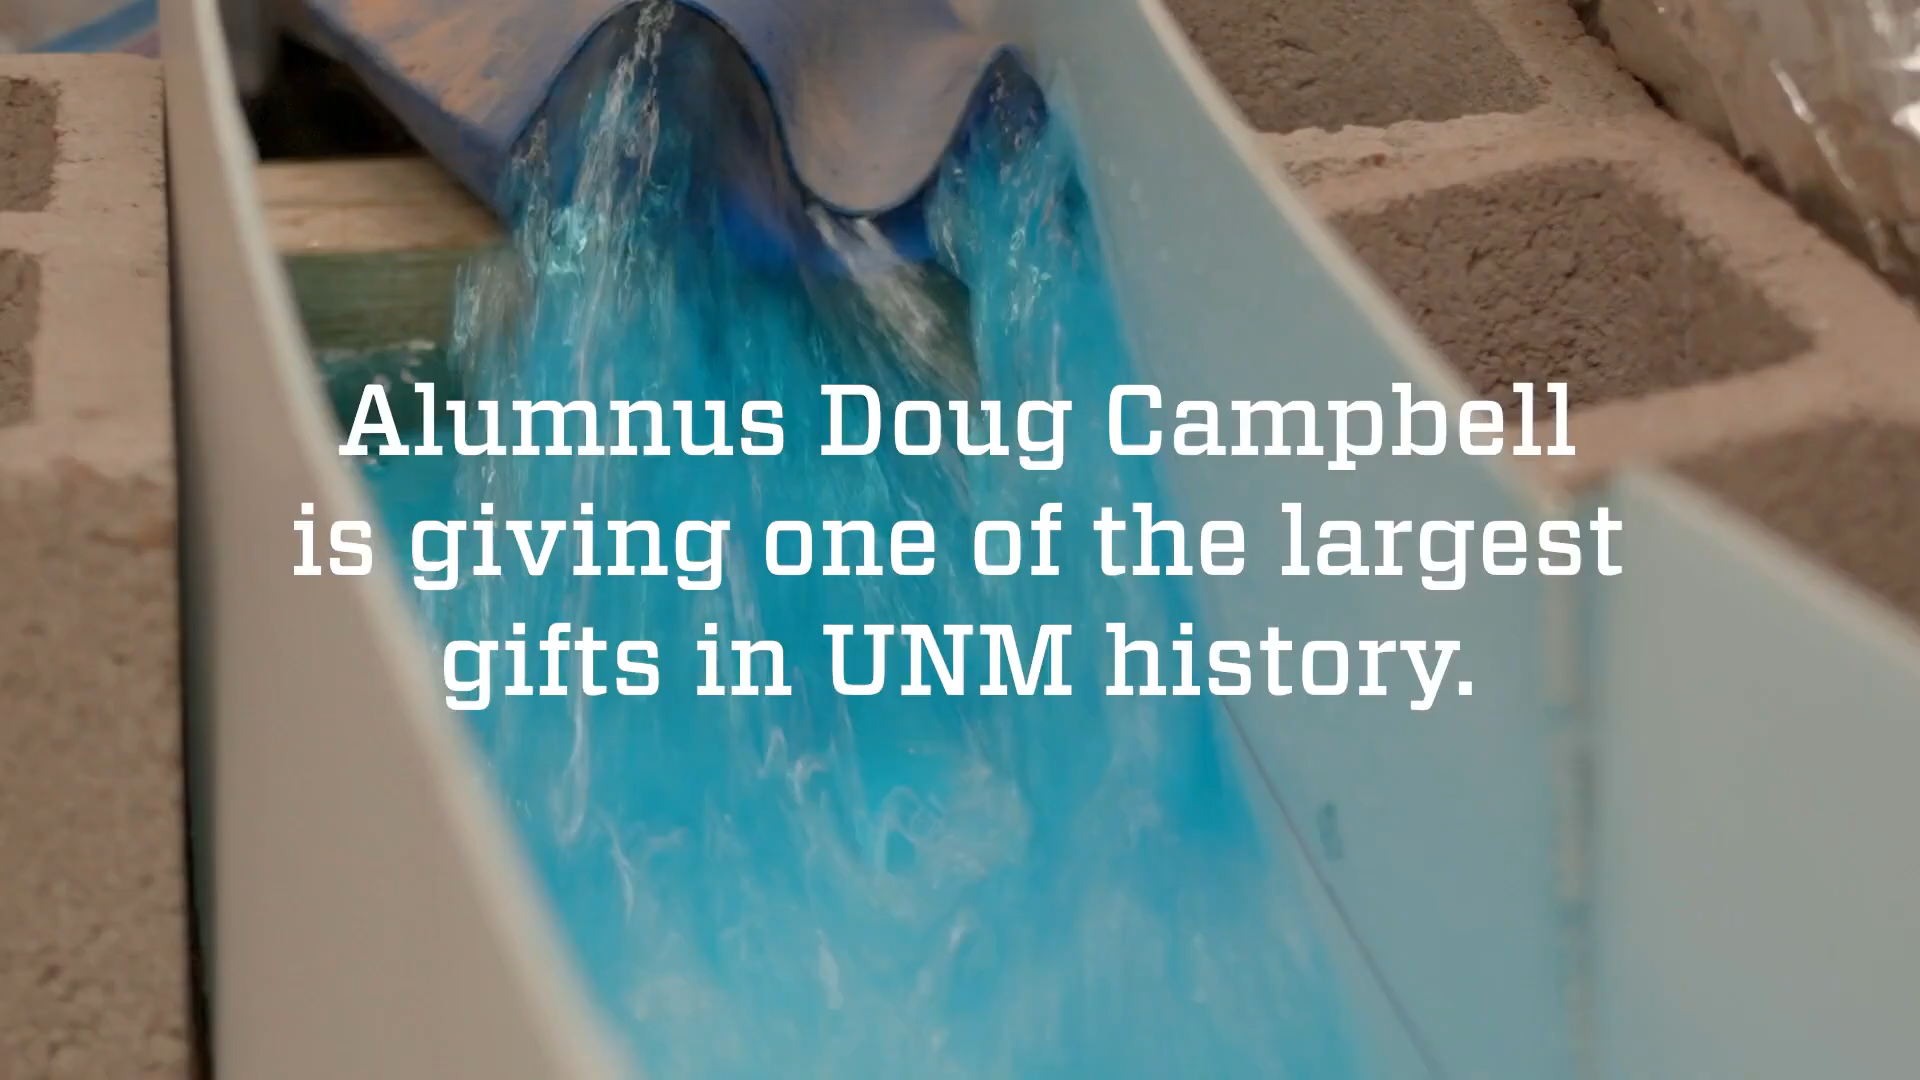 Alumnus Doug Campbell
is giving one of the largest
gifts in UNM history.